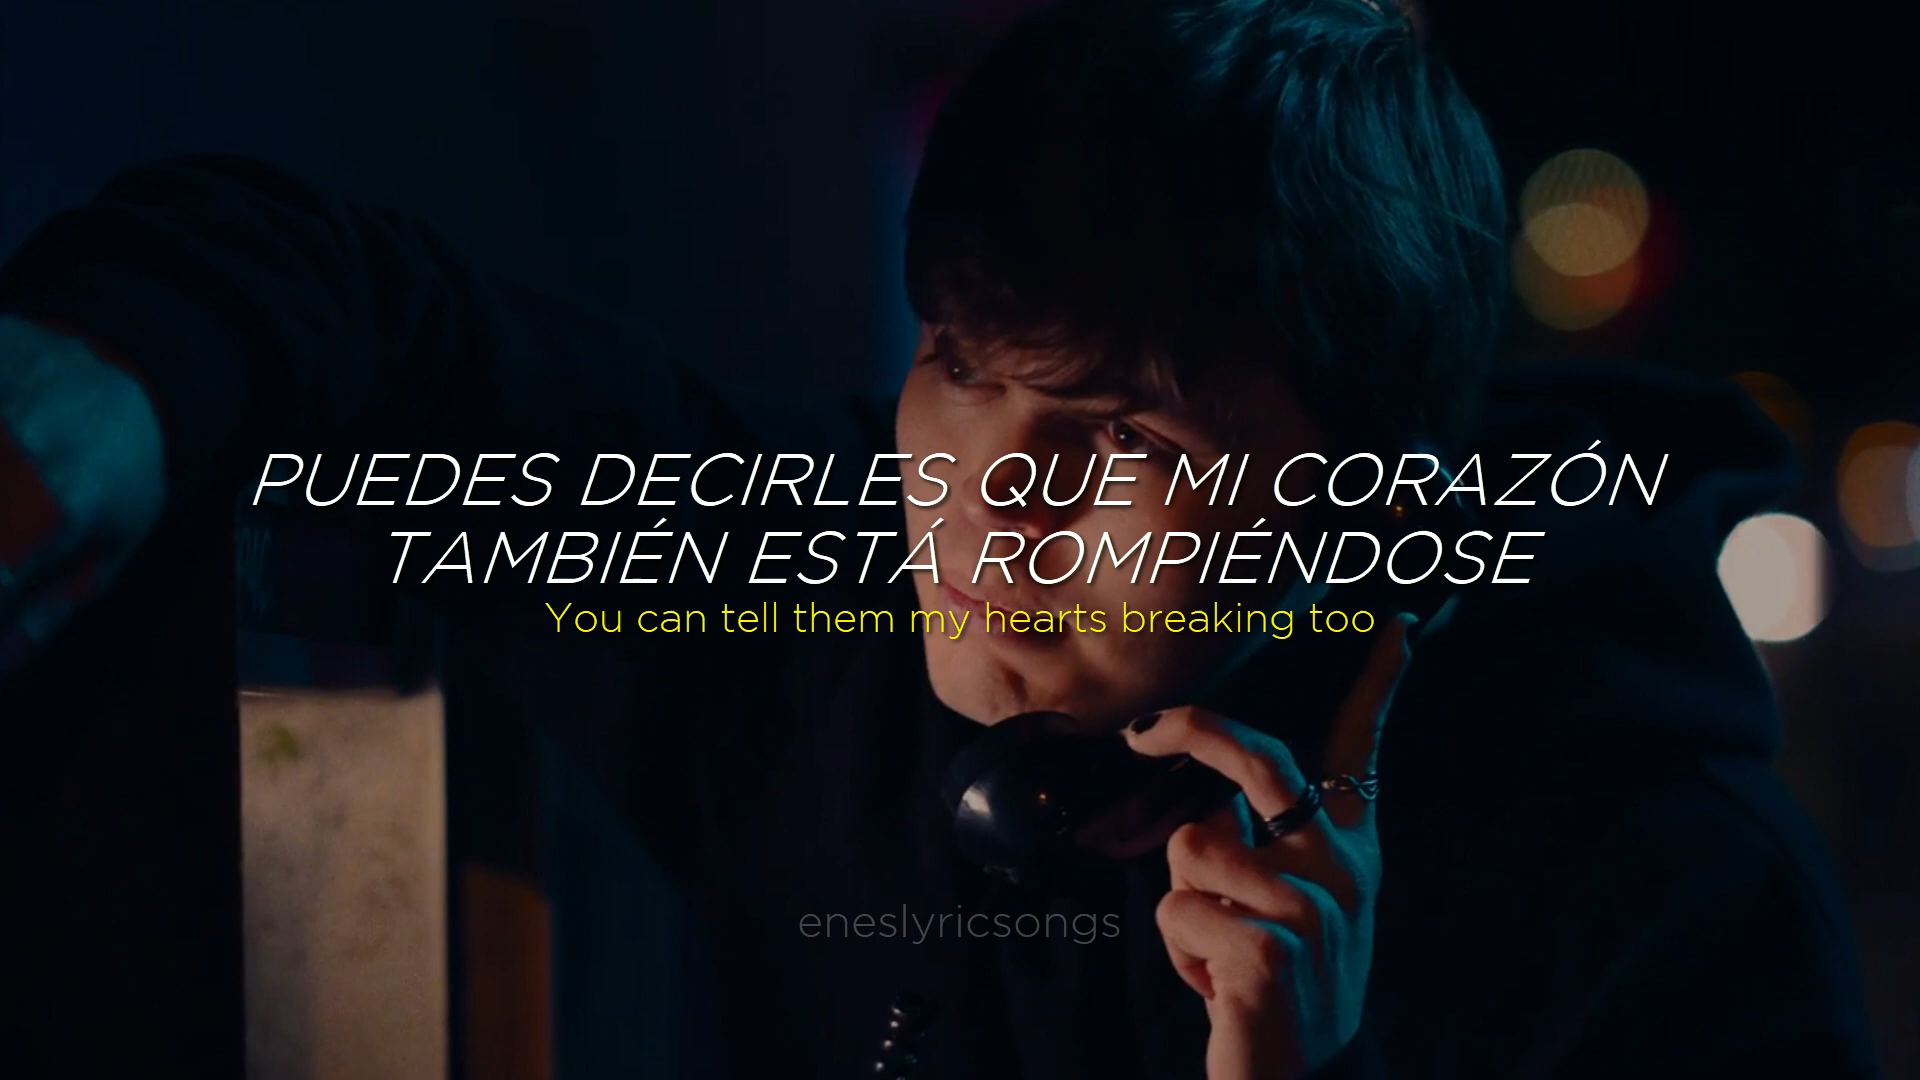 PUEDES DECIRLES QUE MI CORAZÓN
TAMBIÉN ESTÁ ROMPIÉNDOSE
You can tell them my hearts breaking too
eneslyricsongs